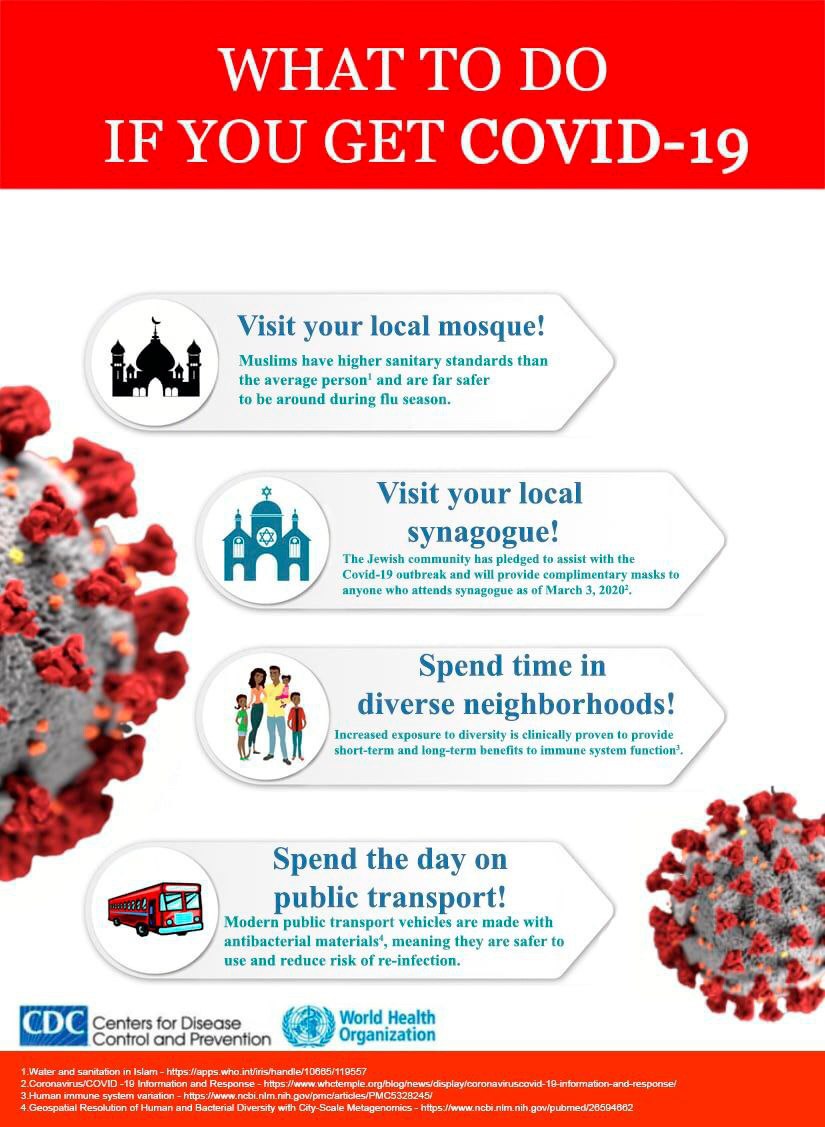 WHAT TO DO
IF YOU GET COVID-19
Visit your local mosque!
Muslims have higher sanitary standards than
the average person¹ and are far safer
to be around during flu season.
Visit your local
synagogue!
The Jewish community has pledged to assist with the
Covid-19 outbreak and will provide complimentary masks to
anyone who attends synagogue as of March 3, 2020².
Spend time in
diverse neighborhoods!
Increased exposure to diversity is clinically proven to provide
short-term and long-term benefits to immune system function³.
Spend the day on
public transport!
Modern public transport vehicles are made with
antibacterial materials⁴, meaning they are safer to
use and reduce risk of re-infection.
CDC Centers for Disease
Control and Prevention
World Health
Organization
1.Water and sanitation in Islam - https://apps.who.int/iris/handle/10665/119557
2.Coronavirus/COVID -19 Information and Response - https://www.whctemple.org/blog/news/display/coronaviruscovid-19-information-and-response/
3.Human immune system variation - https://www.ncbi.nlm.nih.gov/pmc/articles/PMC5328245/
4.Geospatial Resolution of Human and Bacterial Diversity with City-Scale Metagenomics - https://www.ncbi.nlm.nih.gov/pubmed/26594662